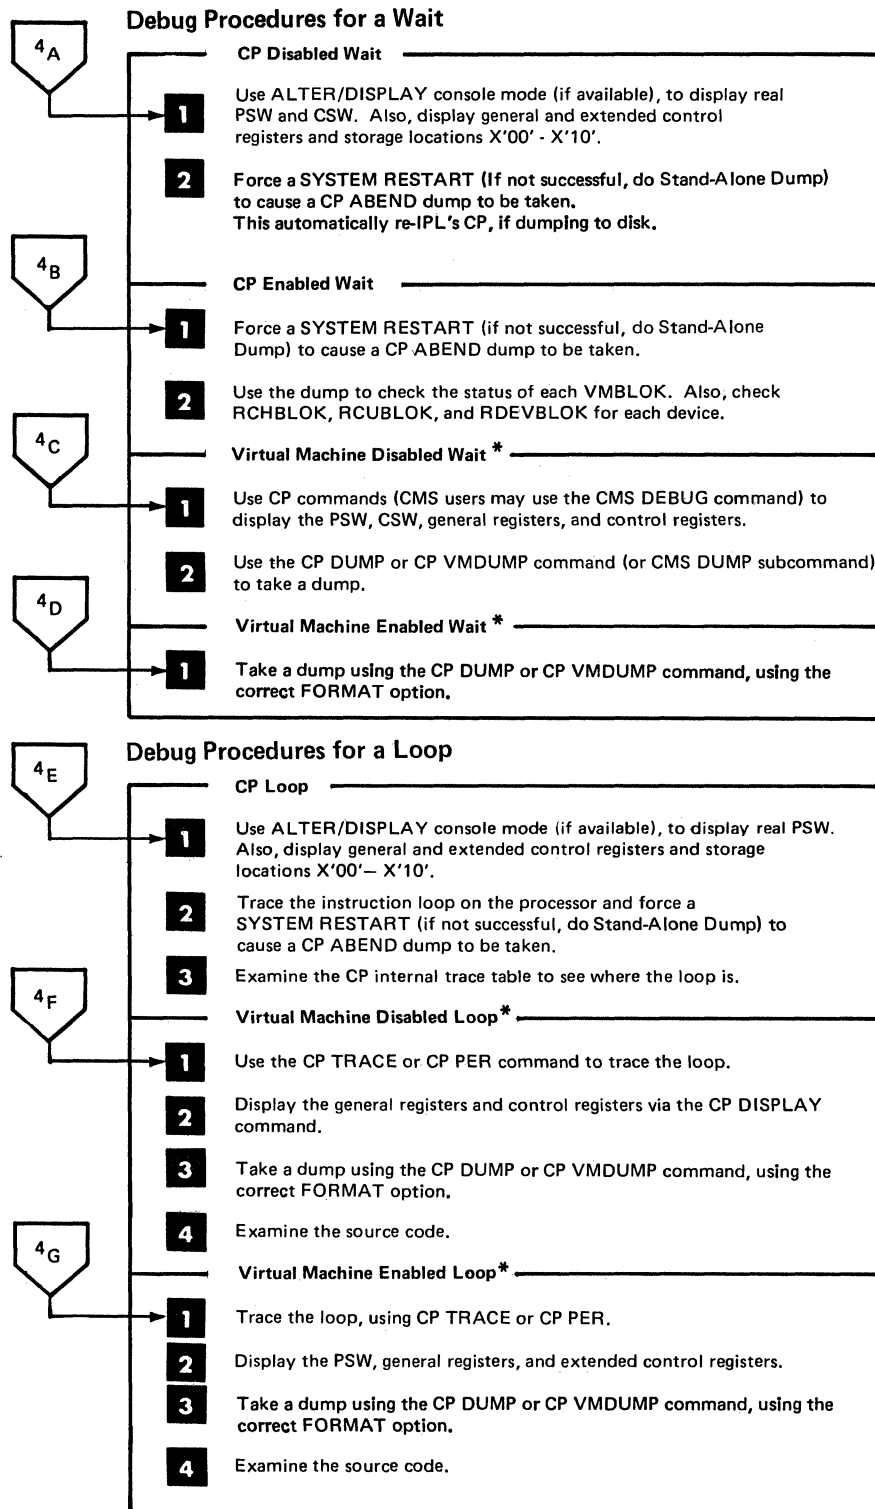 Debug Procedures for a Wait
4A
CP Disabled Wait
1
Use ALTER/DISPLAY console mode (if available), to display real
PSW and CSW. Also, display general and extended control
registers and storage locations X'00' - X'10'.
2
Force a SYSTEM RESTART (If not successful, do Stand-Alone Dump)
to cause a CP ABEND dump to be taken.
This automatically re-IPL's CP, if dumping to disk.
4B
CP Enabled Wait
1
Force a SYSTEM RESTART (if not successful, do Stand-Alone
Dump) to cause a CP ABEND dump to be taken.
2
Use the dump to check the status of each VMBLOK. Also, check
RCHBLOK, RCUBLOK, and RDEVBLOK for each device.
4C
Virtual Machine Disabled Wait *
1
Use CP commands (CMS users may use the CMS DEBUG command) to
display the PSW, CSW, general registers, and control registers.
2
Use the CP DUMP or CP VMDUMP command (or CMS DUMP subcommand)
to take a dump.
4D
Virtual Machine Enabled Wait *
1
Take a dump using the CP DUMP or CP VMDUMP command, using the
correct FORMAT option.
Debug Procedures for a Loop
4E
CP Loop
1
Use ALTER/DISPLAY console mode (if available), to display real PSW.
Also, display general and extended control registers and storage
locations X'00'– X'10'.
2
Trace the instruction loop on the processor and force a
SYSTEM RESTART (if not successful, do Stand-Alone Dump) to
cause a CP ABEND dump to be taken.
3
Examine the CP internal trace table to see where the loop is.
4F
Virtual Machine Disabled Loop*
1
Use the CP TRACE or CP PER command to trace the loop.
2
Display the general registers and control registers via the CP DISPLAY
command.
3
Take a dump using the CP DUMP or CP VMDUMP command, using the
correct FORMAT option.
4
Examine the source code.
4G
Virtual Machine Enabled Loop*
1
Trace the loop, using CP TRACE or CP PER.
2
Display the PSW, general registers, and extended control registers.
3
Take a dump using the CP DUMP or CP VMDUMP command, using the
correct FORMAT option.
4
Examine the source code.